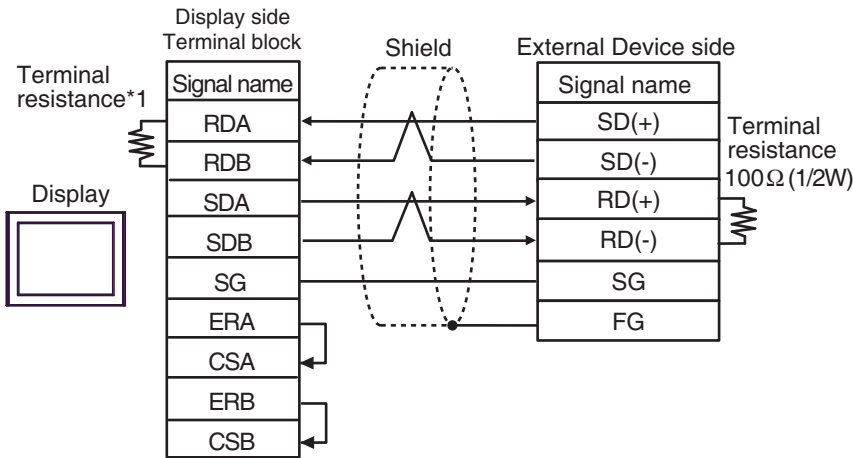 Display side
Terminal block
Shield
External Device side
Terminal
resistance*1
Signal name
Signal name
RDA
SD(+)
Terminal
resistance
100Ω(1/2W)
RDB
SD(-)
Display
SDA
RD(+)
SDB
RD(-)
SG
SG
ERA
FG
CSA
ERB
CSB